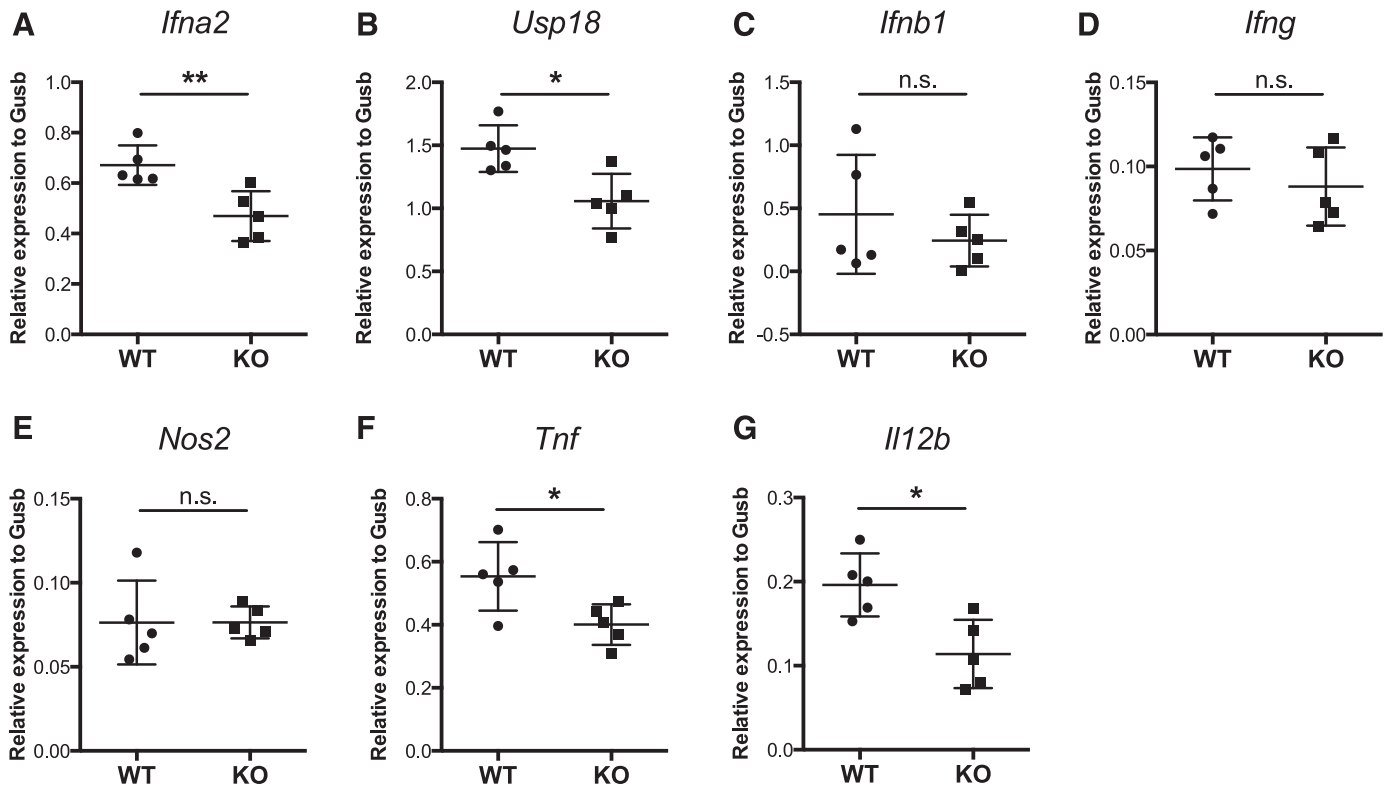 A Ifna2
Relative expression to Gusb
1.0
0.8
0.6
0.4
0.2
0.0
**
WT KO
B Usp18
Relative expression to Gusb
2.0
1.5
1.0
0.5
0.0
*
WT KO
C Ifnb1
Relative expression to Gusb
1.5
1.0
0.5
0.0
-0.5
n.s.
WT KO
D Ifng
Relative expression to Gusb
0.15
0.10
0.05
0.00
n.s.
WT KO
E Nos2
Relative expression to Gusb
0.15
0.10
0.05
0.00
n.s.
WT KO
F Tnf
Relative expression to Gusb
0.8
0.6
0.4
0.2
0.0
*
WT KO
G Il12b
Relative expression to Gusb
0.3
0.2
0.1
0.0
*
WT KO